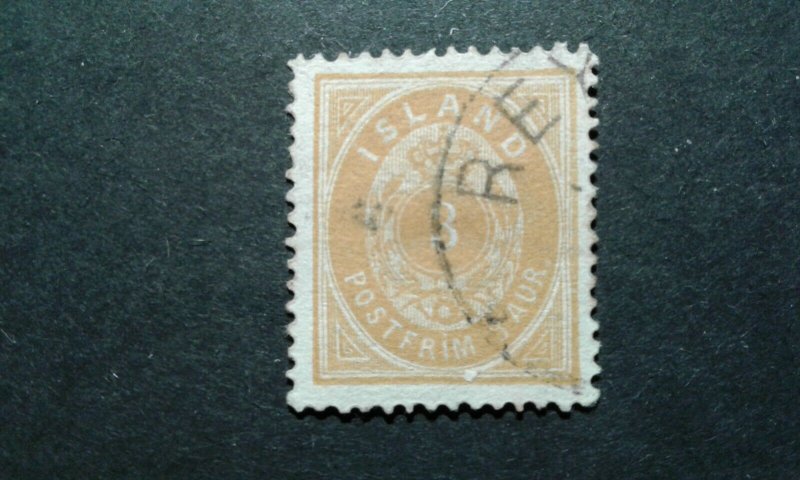 ISLAND
3
POSTFRIM
AUR.
RE